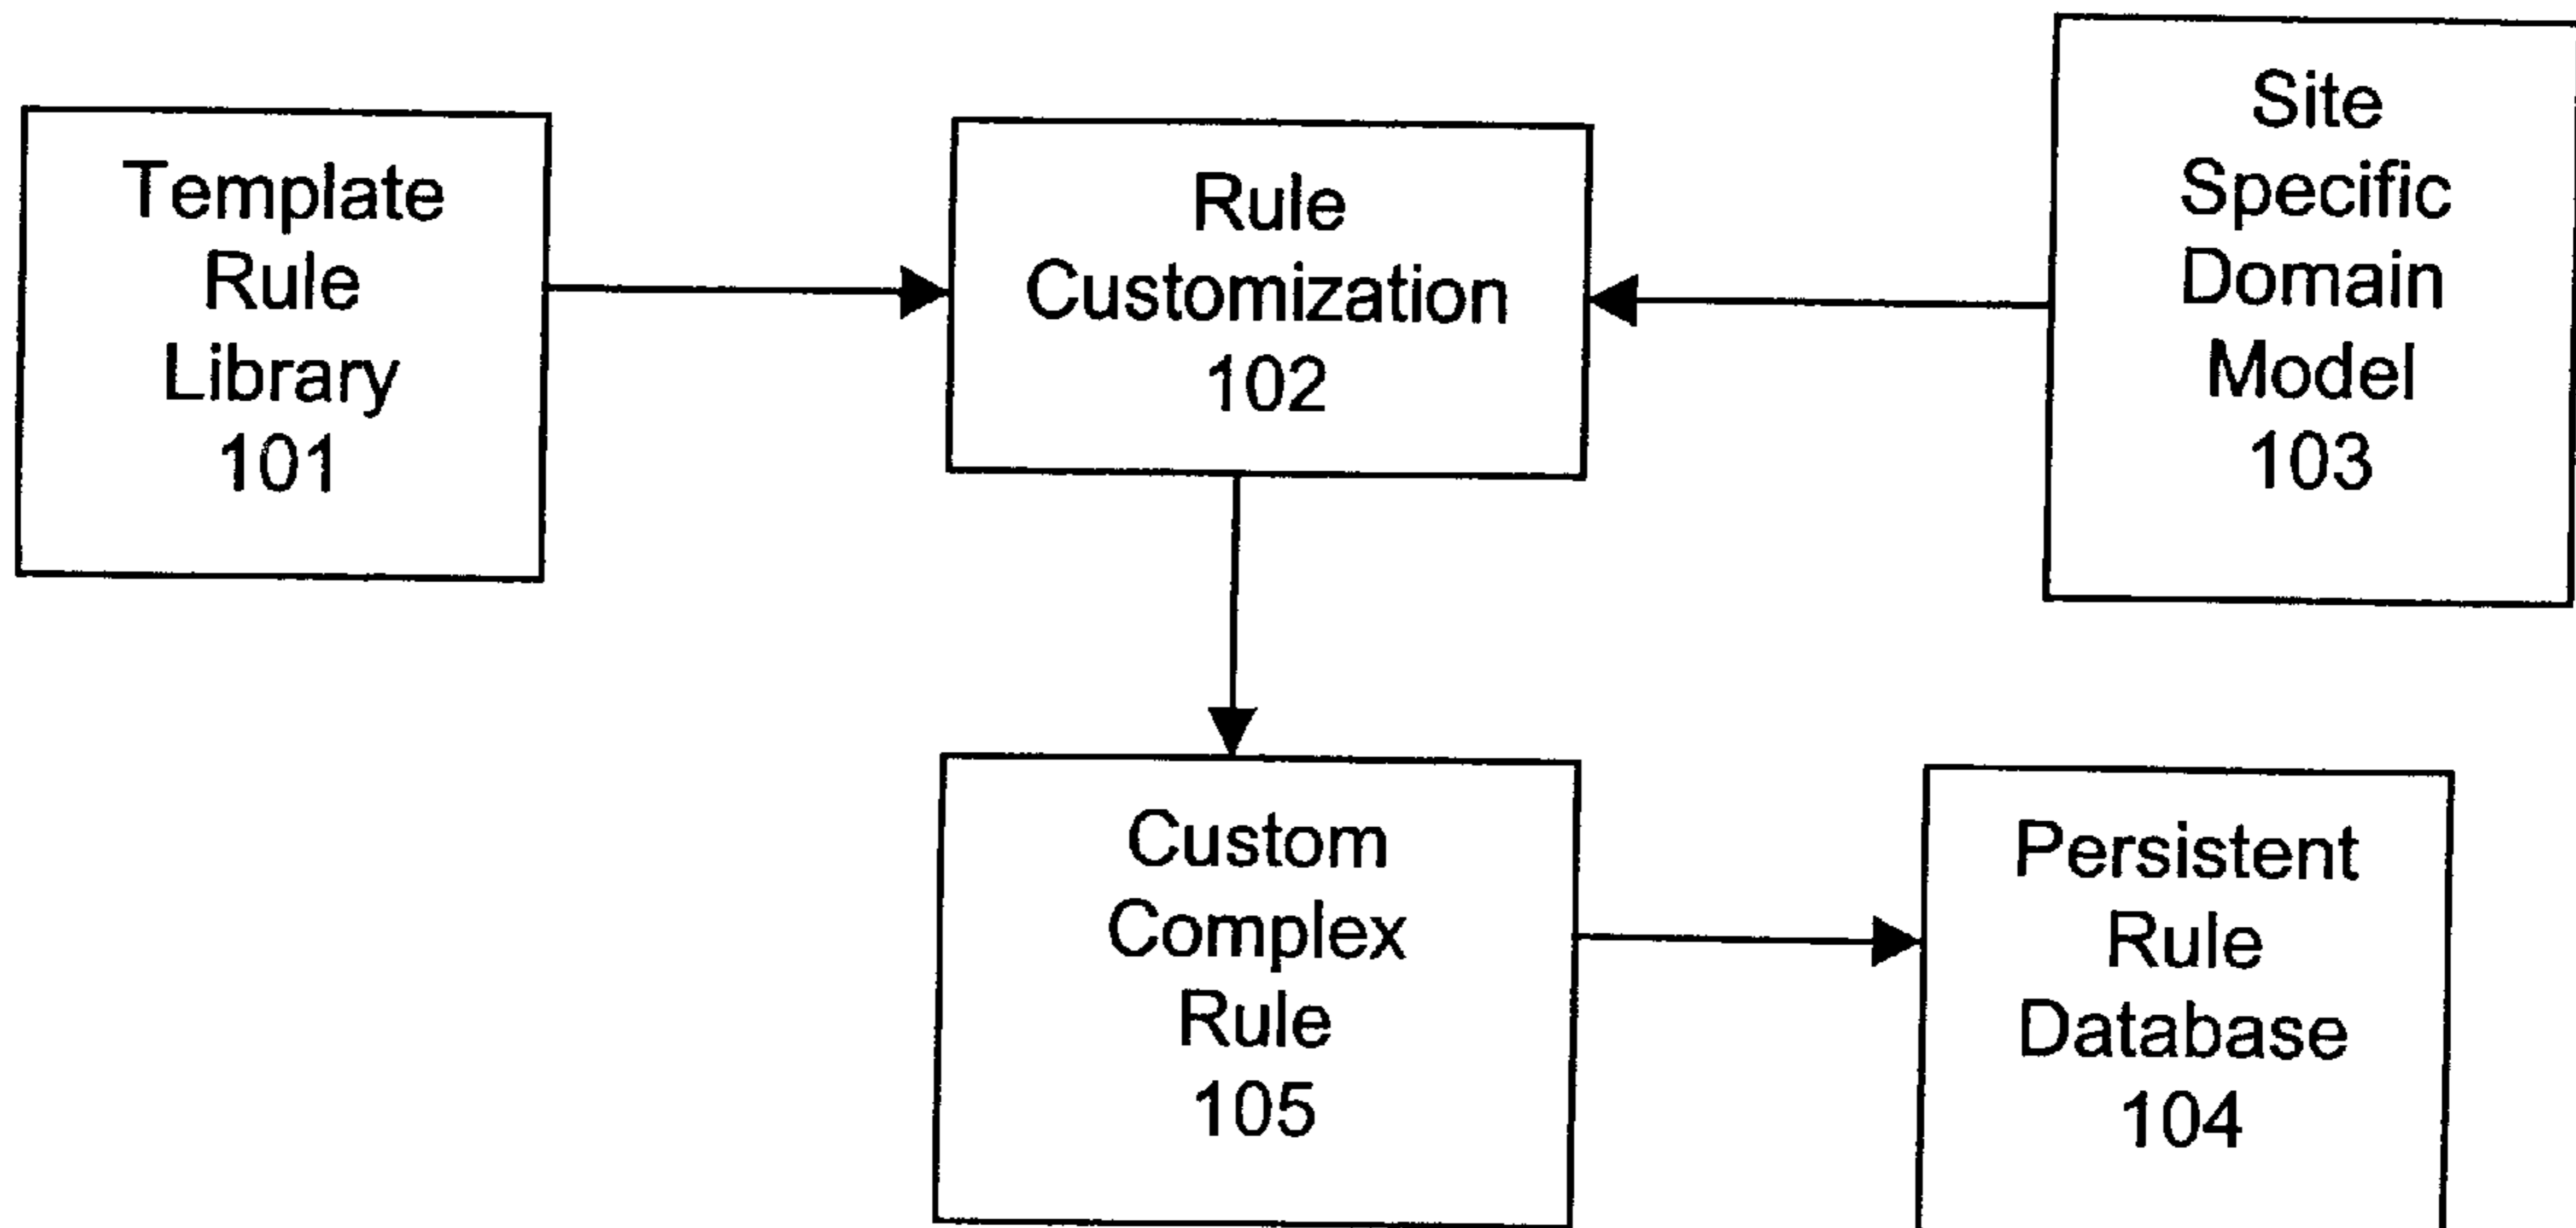 Template
Rule
Library
101
Rule
Customization
102
Site
Specific
Domain
Model
103
Custom
Complex
Rule
105
Persistent
Rule
Database
104